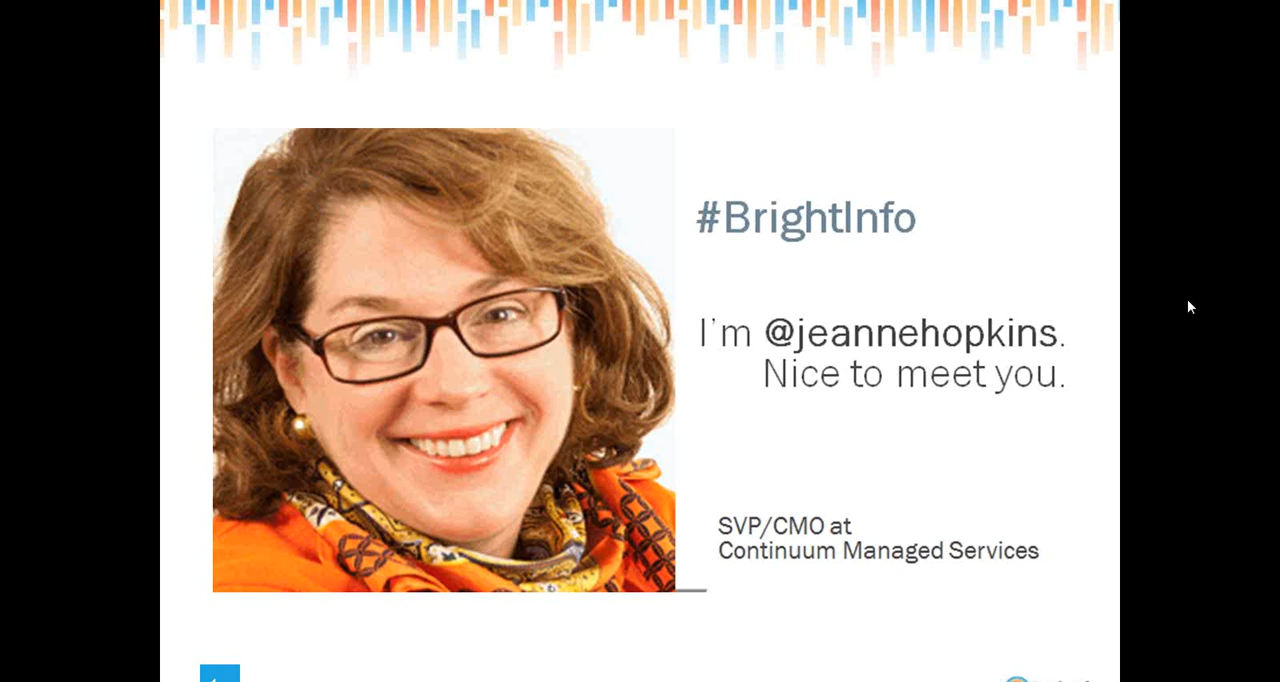 #BrightInfo
I'm @jeannehopkins.
Nice to meet you.
SVP/CMO at
Continuum Managed Services